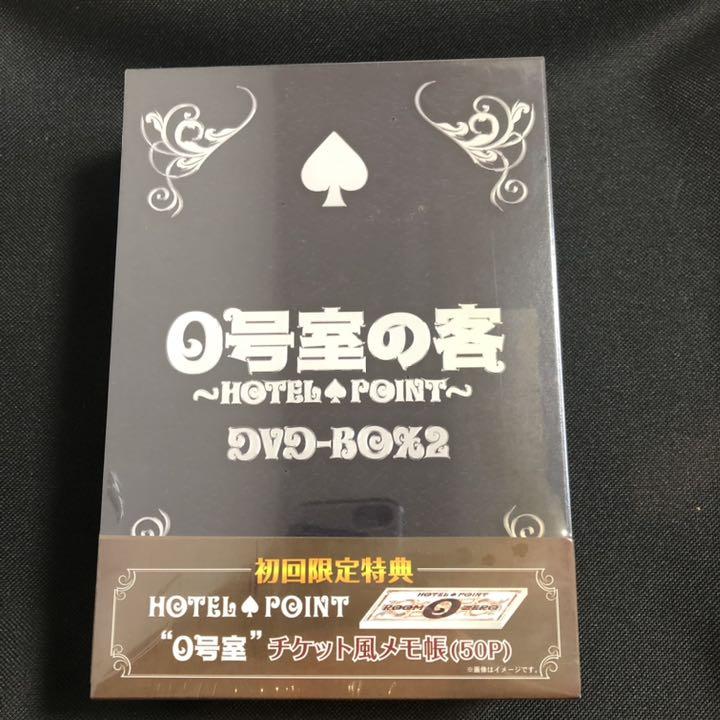 0号室の客
～HOTEL♠POINT～
DVD-BOX2
初回限定特典
HOTEL♠POINT
“0号室”チケット風メモ帳(50P)
HOTEL♠POINT
ROOM 0 ZERO
※画像はイメージです。